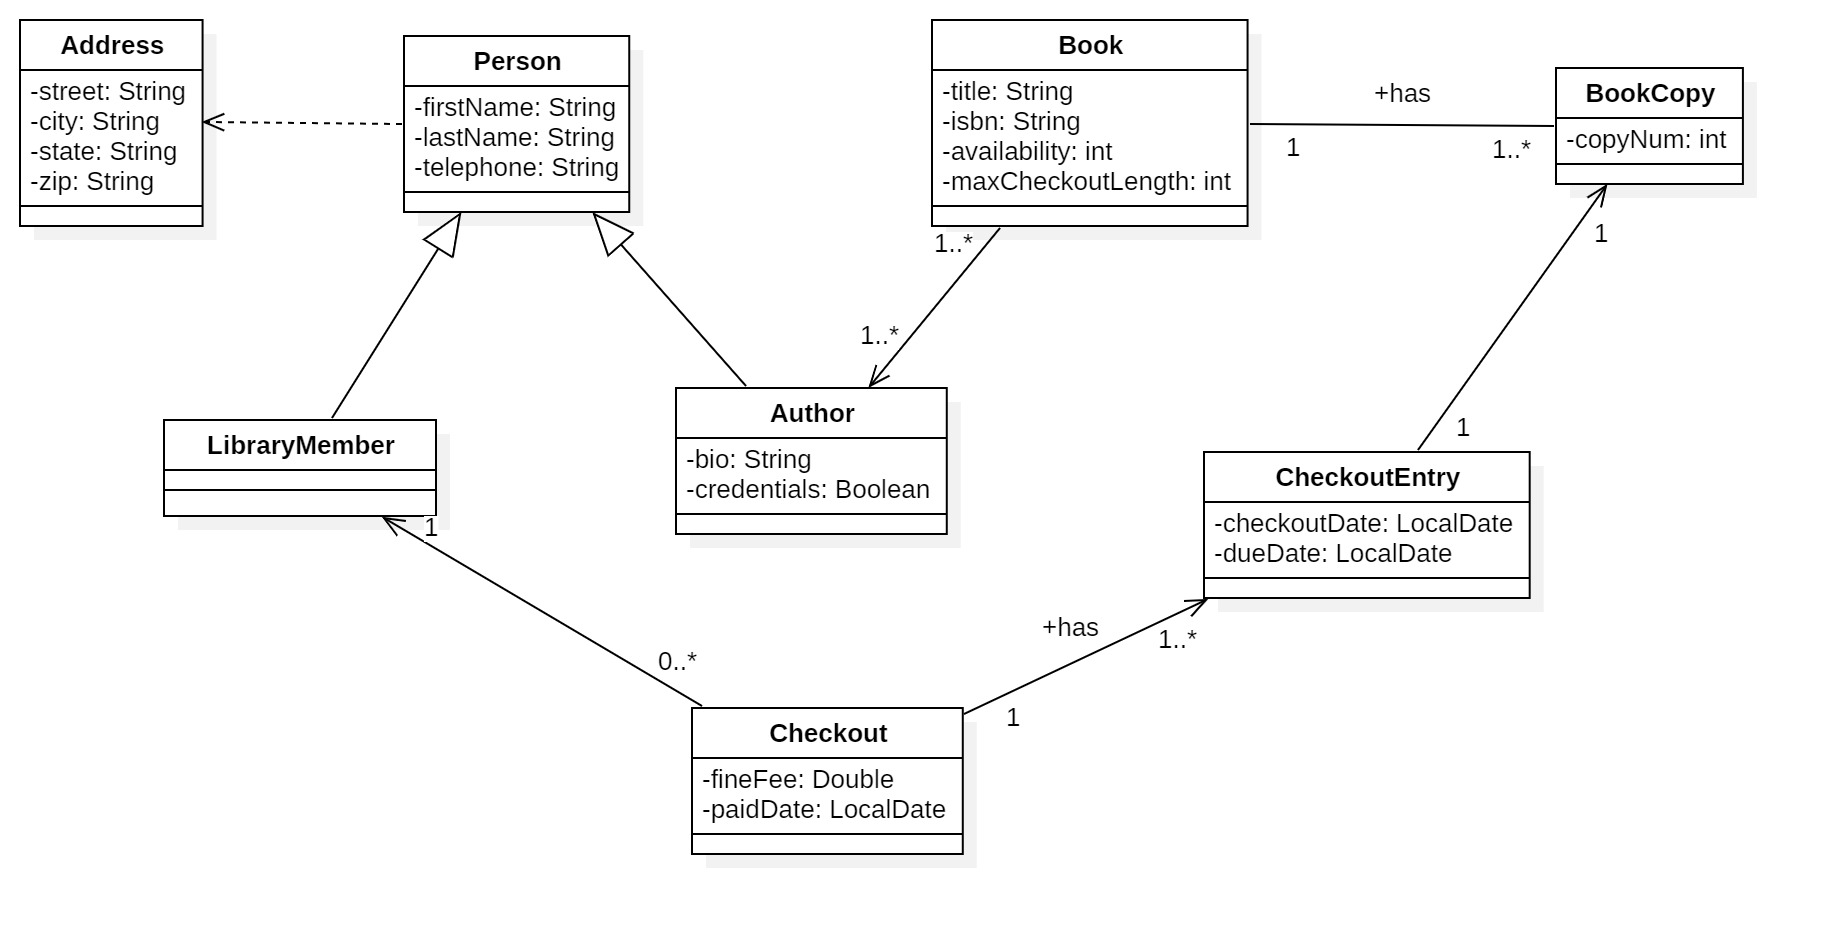 Address
-street: String
-city: String
-state: String
-zip: String
Person
-firstName: String
-lastName: String
-telephone: String
Book
-title: String
-isbn: String
-availability: int
-maxCheckoutLength: int
+has
1
1..*
BookCopy
-copyNum: int
1..*
1..*
1
1
LibraryMember
Author
-bio: String
-credentials: Boolean
CheckoutEntry
-checkoutDate: LocalDate
-dueDate: LocalDate
1
0..*
+has
1..*
1
Checkout
-fineFee: Double
-paidDate: LocalDate